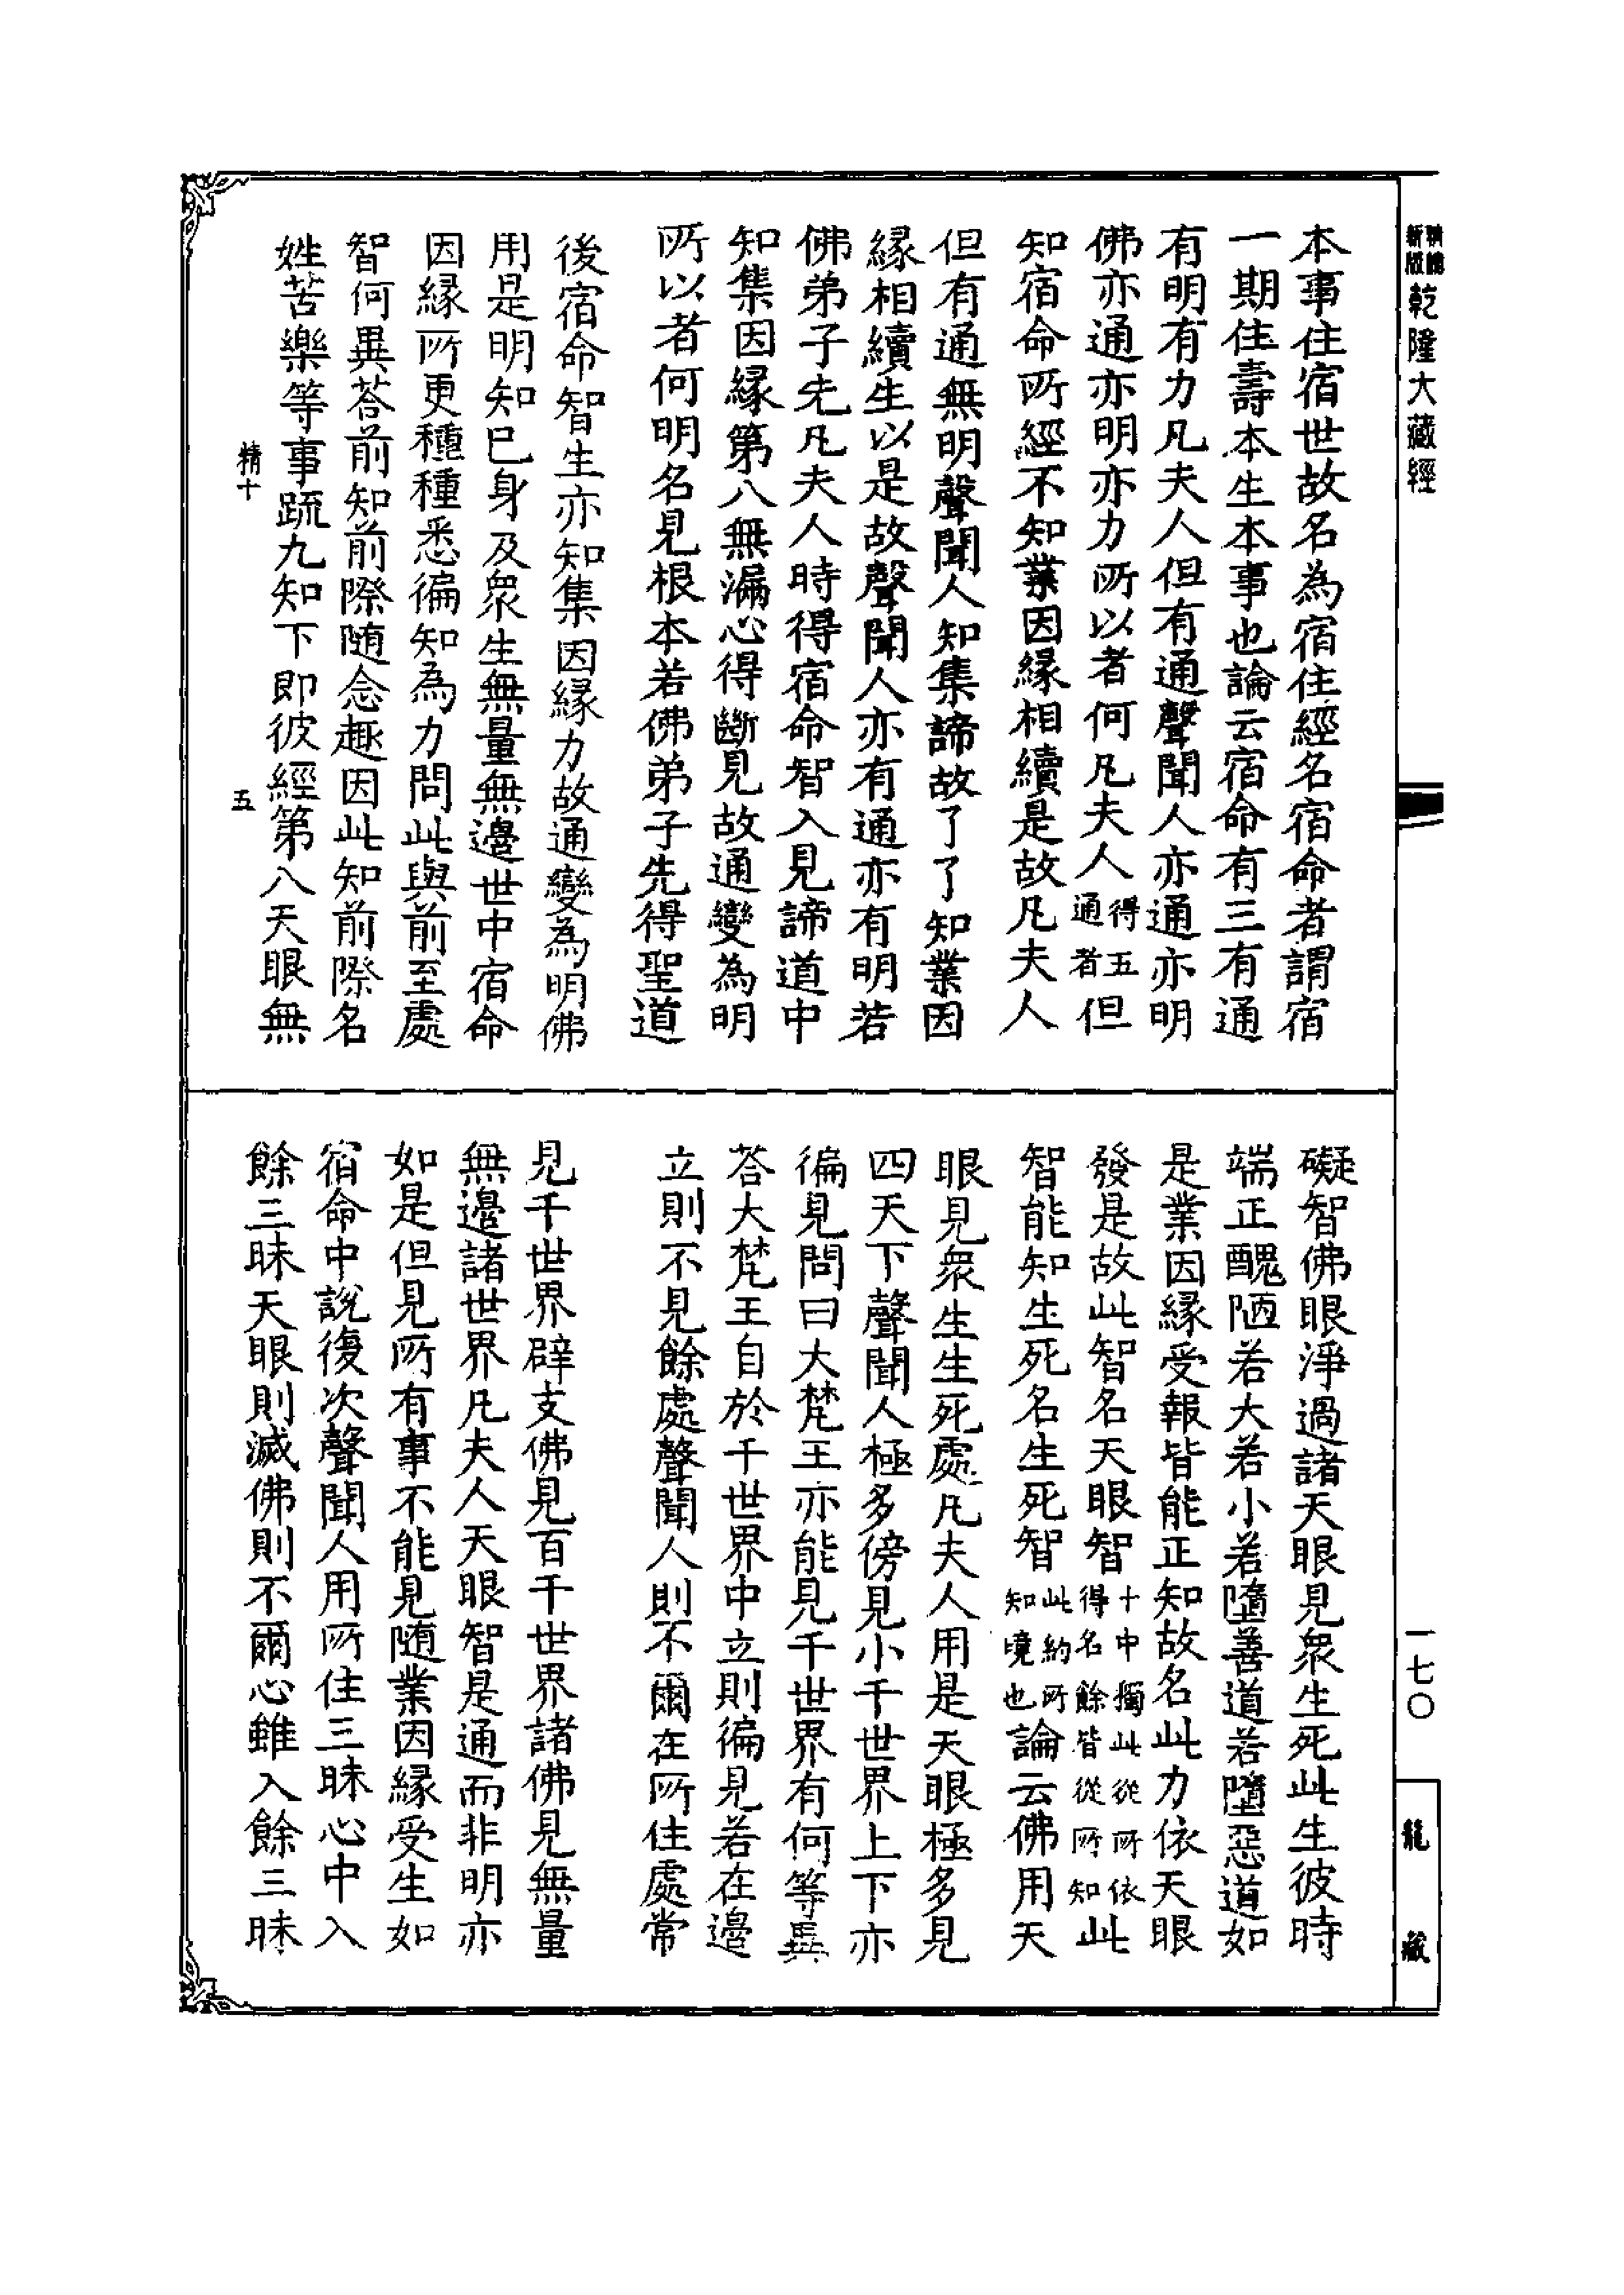 精體新版乾隆大藏經
一七〇
龍藏
本事住宿世故名為宿住經名宿命者謂宿
一期住壽本生本事也論云宿命有三有通
有明有力凡夫人但有通聲聞人亦通亦明
佛亦通亦明亦力所以者何凡夫人得五通者但
知宿命所經不知業因緣相續是故凡夫人
但有通無明聲聞人知集諦故了了知業因
緣相續生以是故聲聞人亦有通亦有明若
佛弟子先凡夫人時得宿命智入見諦道中
知集因緣第八無漏心得斷見故通變為明
所以者何明名見根本若佛弟子先得聖道
後宿命智生亦知集因緣力故通變為明佛
用是明知巳身及衆生無量無邊世中宿命
因緣所更種種悉徧知為力問此與前至處
智何異荅前知前際隨念趣因此知前際名
姓苦樂等事䟽九知下即彼經第八天眼無
精十 五
礙智佛眼淨過諸天眼見衆生死此生彼時
端正醜陋若大若小若墮善道若墮惡道如
是業因緣受報皆能正知故名此力依天眼
發是故此智名天眼智十中獨此從所依得名餘皆從所知此
智能知生死名生死智此約所知境也論云佛用天
眼見衆生生死處凡夫人用是天眼極多見
四天下聲聞人極多傍見小千世界上下亦
徧見問曰大梵王亦能見千世界有何等異
荅大梵王自於千世界中立則徧見若在邊
立則不見餘處聲聞人則不爾在所住處常
見千世界辟支佛見百千世界諸佛見無量
無邊諸世界凡夫人天眼智是通而非明亦
如是但見所有事不能見隨業因緣受生如
宿命中說復次聲聞人用所住三昧心中入
餘三昧天眼則滅佛則不爾心雖入餘三昧